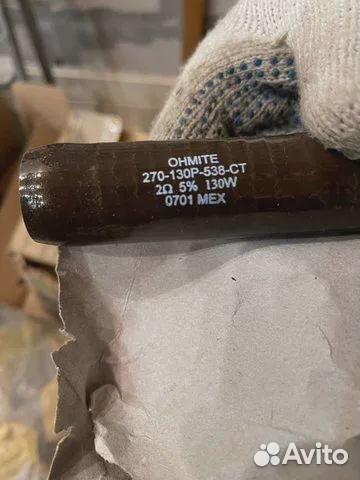 OHMITE
270-130P-538-CT
2Ω 5% 130W
0701 MEX
Avito